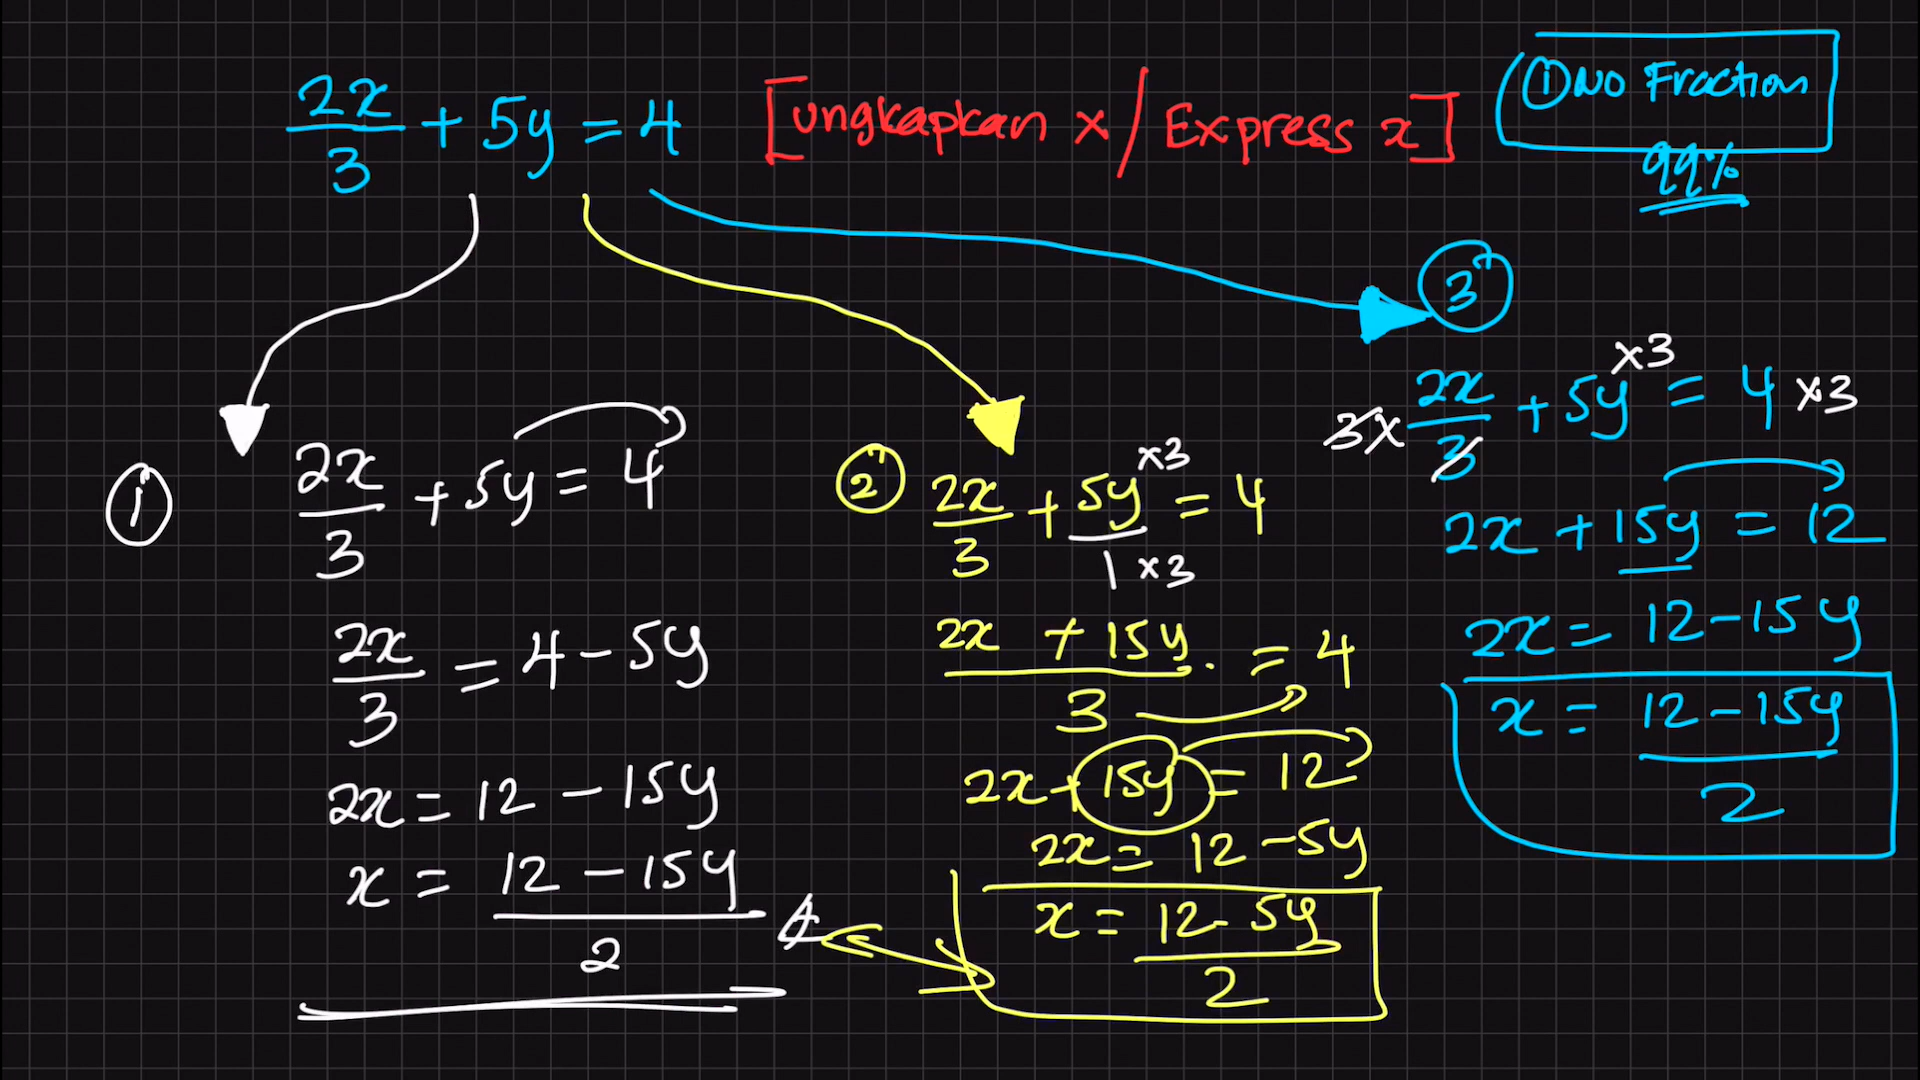 2x/3 + 5y = 4 [ungkapkan x / Express x]
① No Fraction
99%
①
2x/3 + 5y = 4
2x/3 = 4 - 5y
2x = 12 - 15y
x = (12 - 15y)/2
②
2x/3 + 5y×3/1×3 = 4
(2x + 15y)/3 = 4
2x + 15y = 12
2x = 12 - 5y
x = (12 - 5y)/2
③
3× 2x/3 + 5y ×3 = 4 ×3
2x + 15y = 12
2x = 12 - 15y
x = (12 - 15y)/2